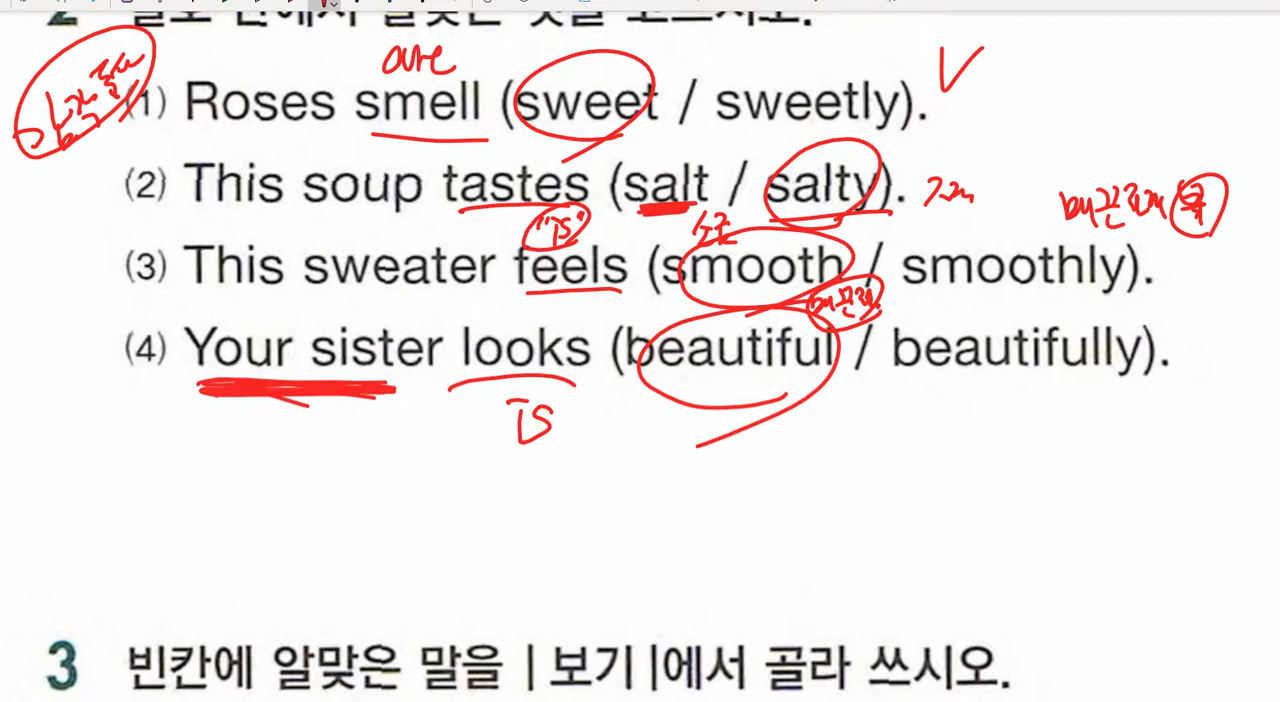 are
(1) Roses smell (sweet / sweetly).
(2) This soup tastes (salt / salty).
"is"
(3) This sweater feels (smooth / smoothly).
(4) Your sister looks (beautiful / beautifully).
is
3 빈칸에 알맞은 말을 | 보기 |에서 골라 쓰시오.